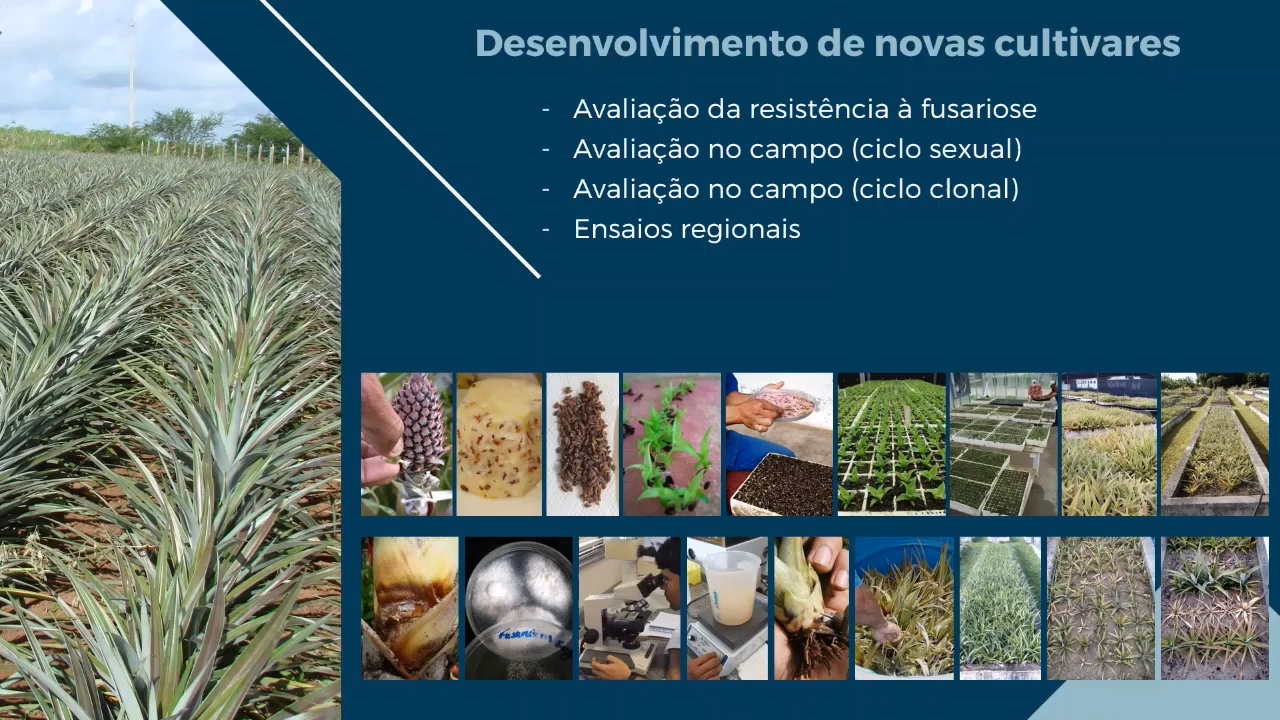 Desenvolvimento de novas cultivares
- Avaliação da resistência à fusariose
- Avaliação no campo (ciclo sexual)
- Avaliação no campo (ciclo clonal)
- Ensaios regionais